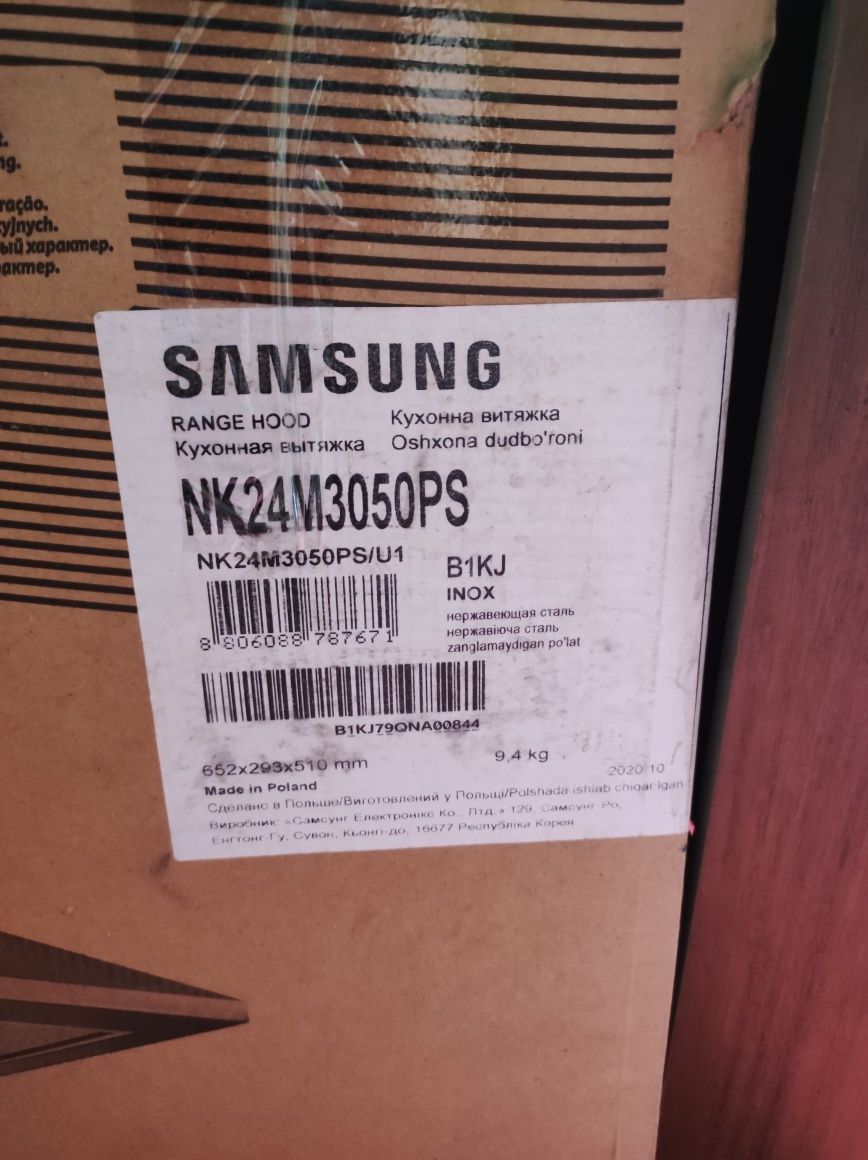 ng.
ração.
yjnych.
ый характер.
рактер.
SAMSUNG
RANGE HOOD
Кухонна витяжка
Кухонная вытяжка
Oshxona dudbo'roni
NK24M3050PS
NK24M3050PS/U1
B1KJ
INOX
нержавеющая сталь
нержавіюча сталь
zanglamaydigan po'lat
8 806088 787671
B1KJ79QNA00844
652x293x510 mm
9,4 kg
2020/10
Made in Poland
Сделано в Польше/Виготовлений у Польщі/Polshada ishlab chiqarilgan
Виробник: «Самсунг Електронікс Ко., Лтд.» 129, Самсунг-Ро,
Енгтонг-Гу, Сувон, Кьонгі-до, 16677 Республіка Корея